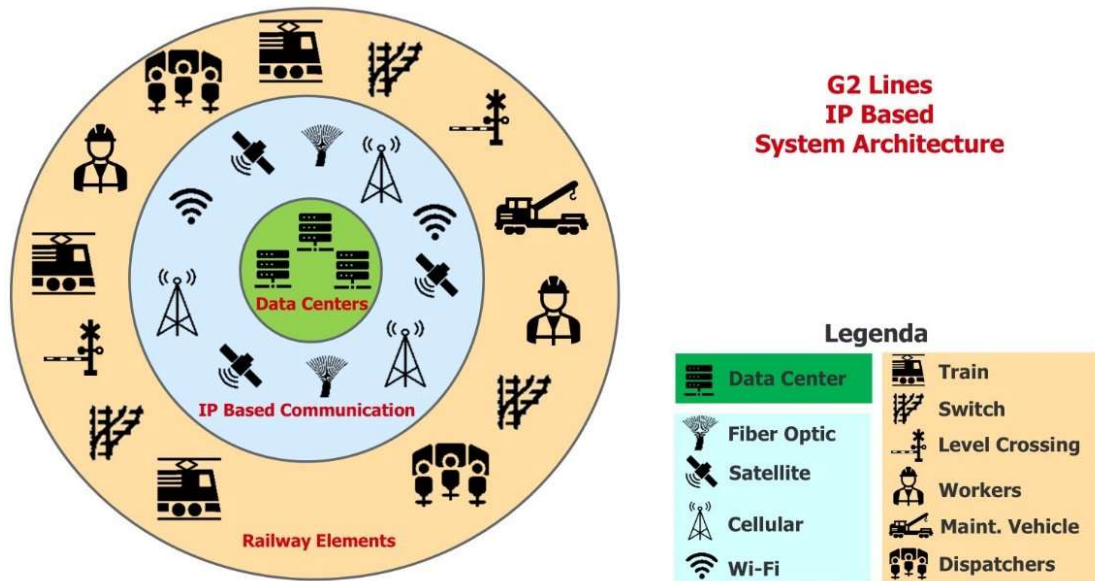 G2 Lines
IP Based
System Architecture
Data Centers
IP Based Communication
Railway Elements
Legenda
Data Center
Fiber Optic
Satellite
Cellular
Wi-Fi
Train
Switch
Level Crossing
Workers
Maint. Vehicle
Dispatchers